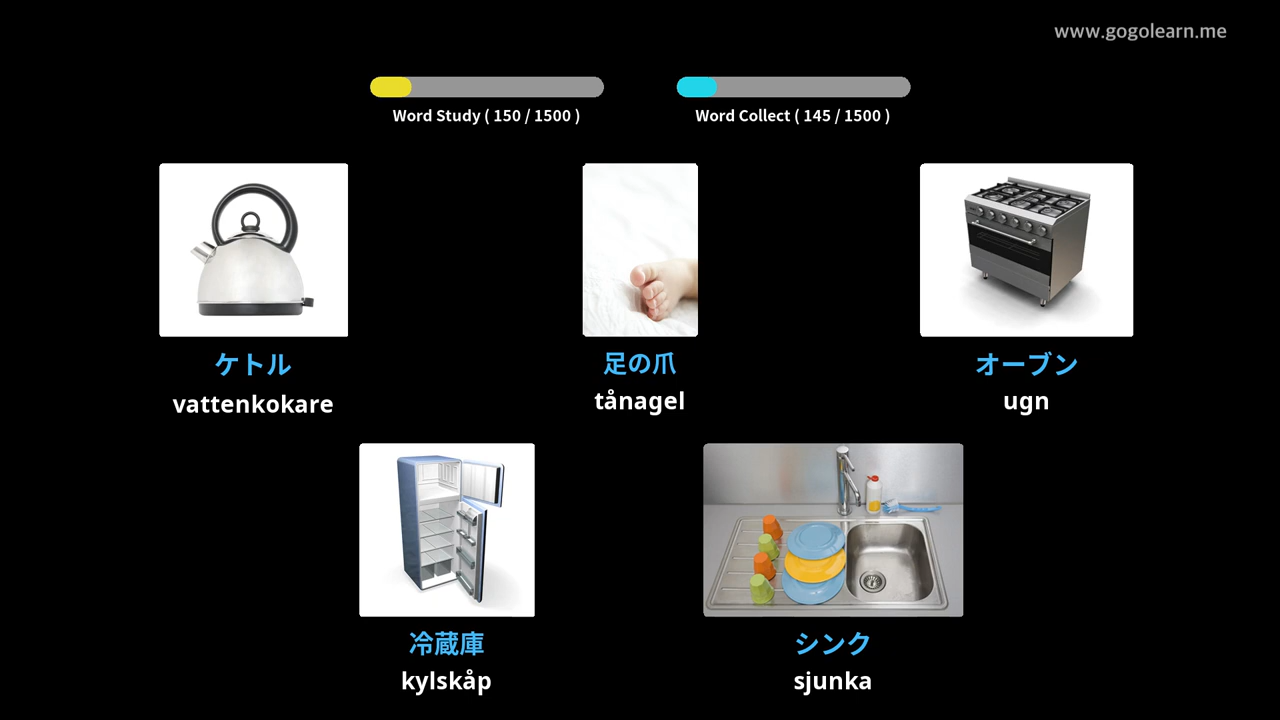 www.gogolearn.me
Word Study ( 150 / 1500 )
Word Collect ( 145 / 1500 )
ケトル
vattenkokare
足の爪
tånagel
オーブン
ugn
冷蔵庫
kylskåp
シンク
sjunka